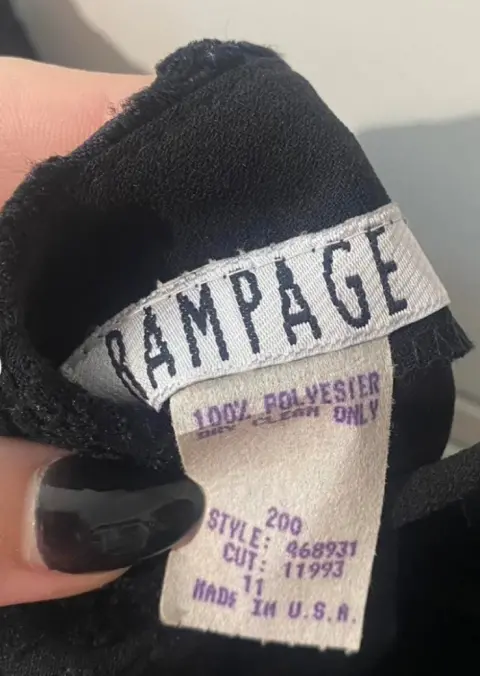 RAMPAGE
100% POLYESTER
DRY CLEAN ONLY
200
STYLE: 468931
CUT: 11993
11
MADE IN U.S.A.